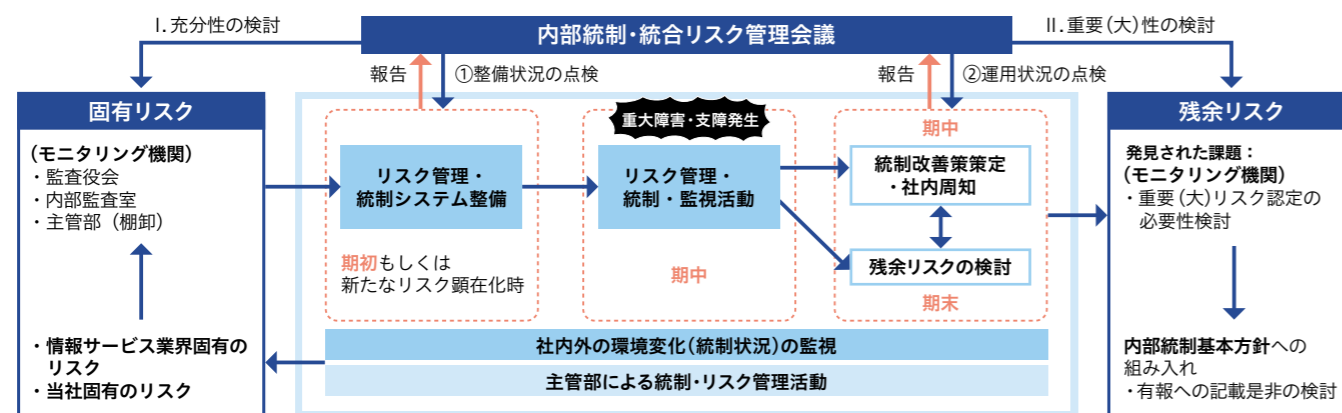 内部統制・統合リスク管理会議
Ⅰ.充分性の検討
Ⅱ.重要(大)性の検討
報告
①整備状況の点検
報告
②運用状況の点検
固有リスク
(モニタリング機関)
・監査役会
・内部監査室
・主管部(棚卸)
・情報サービス業界固有の
リスク
・当社固有のリスク
リスク管理・
統制システム整備
期初もしくは
新たなリスク顕在化時
重大障害・支障発生
リスク管理・
統制・監視活動
期中
期中
統制改善策策定
・社内周知
残余リスクの検討
期末
社内外の環境変化(統制状況)の監視
主管部による統制・リスク管理活動
残余リスク
発見された課題:
(モニタリング機関)
・重要(大)リスク認定の
必要性検討
内部統制基本方針への
組み入れ
・有報への記載是非の検討